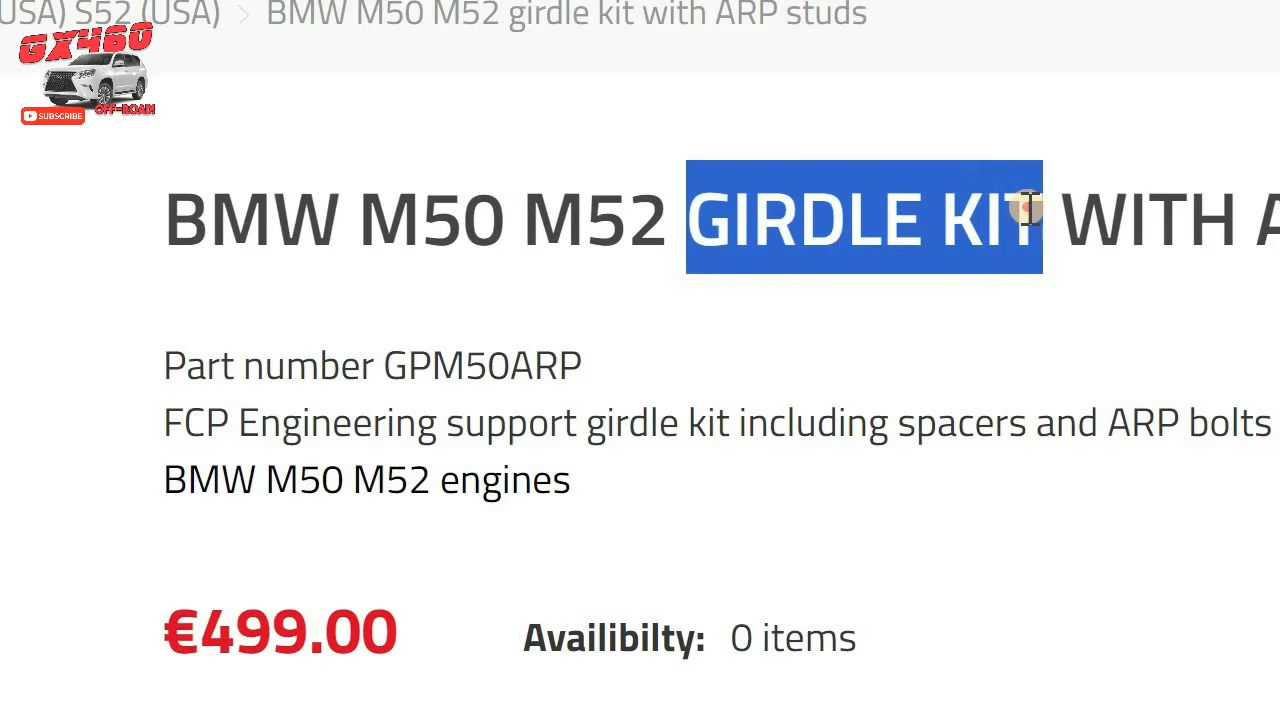 USA) S52 (USA) > BMW M50 M52 girdle kit with ARP studs
GX460
OFF-ROAD!
SUBSCRIBE
BMW M50 M52 GIRDLE KIT WITH A
Part number GPM50ARP
FCP Engineering support girdle kit including spacers and ARP bolts
BMW M50 M52 engines
€499.00 Availibilty: 0 items